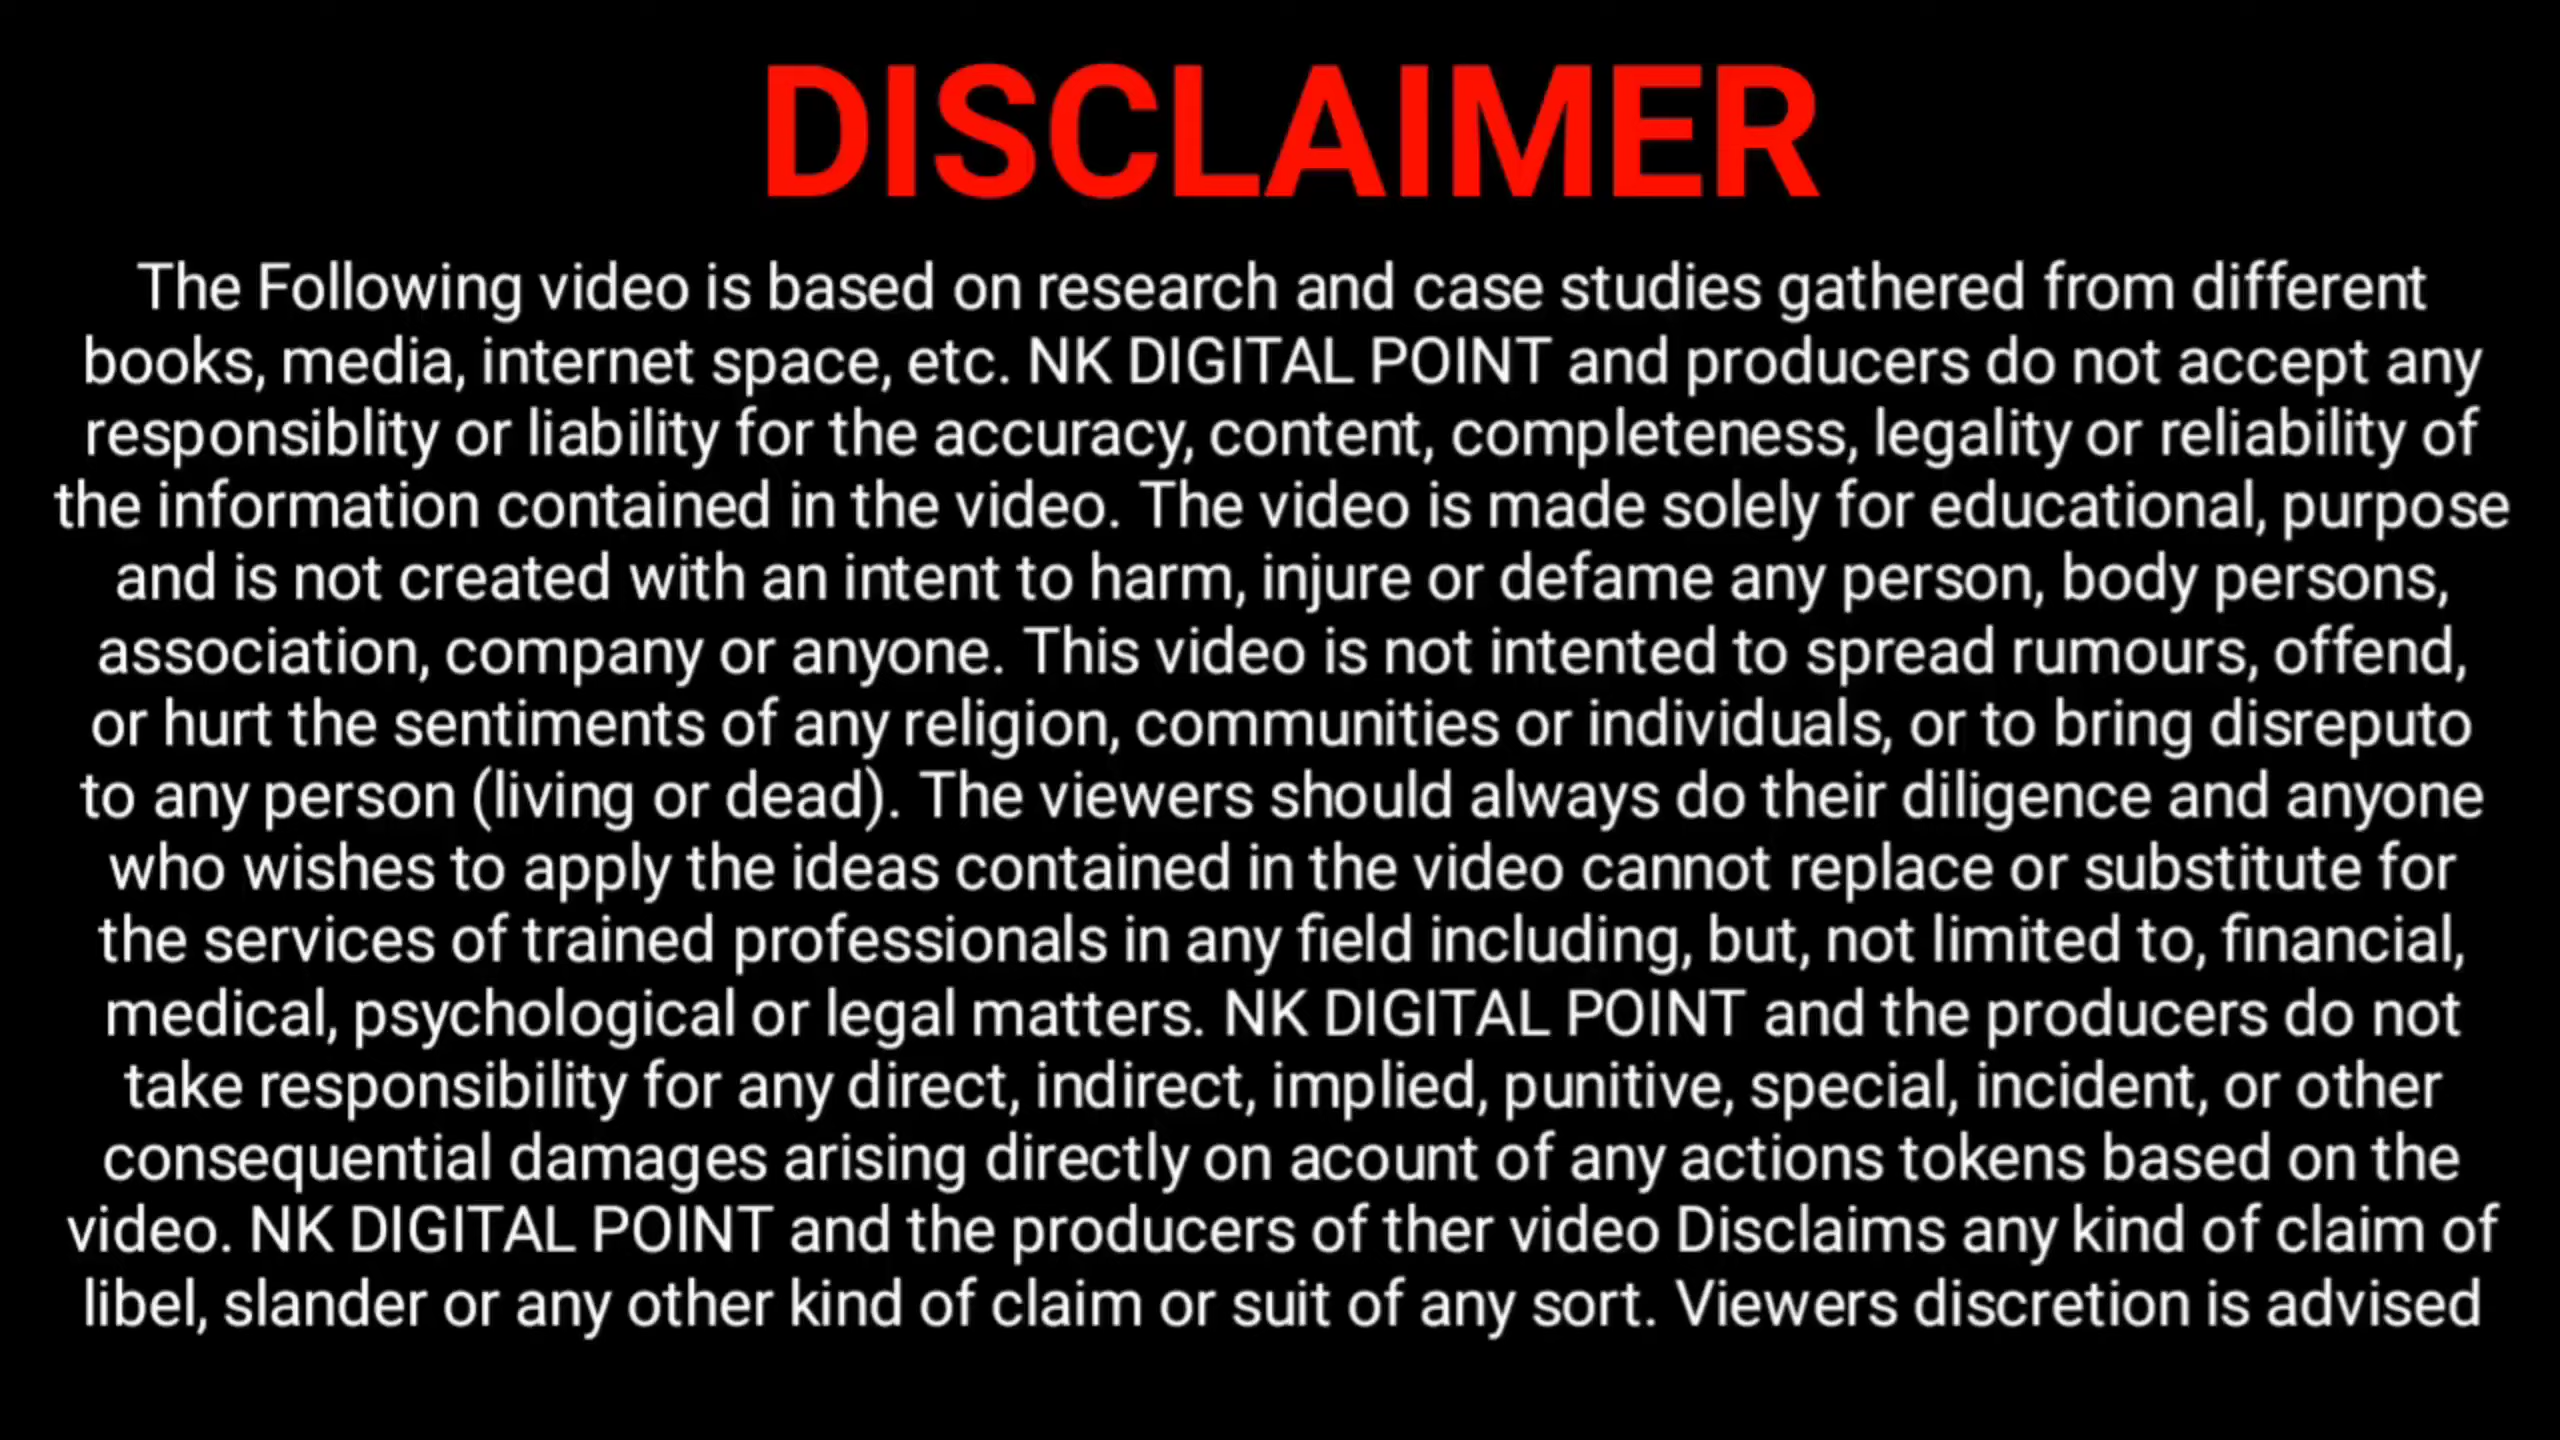 DISCLAIMER
The Following video is based on research and case studies gathered from different
books, media, internet space, etc. NK DIGITAL POINT and producers do not accept any
responsiblity or liability for the accuracy, content, completeness, legality or reliability of
the information contained in the video. The video is made solely for educational, purpose
and is not created with an intent to harm, injure or defame any person, body persons,
association, company or anyone. This video is not intented to spread rumours, offend,
or hurt the sentiments of any religion, communities or individuals, or to bring disreputo
to any person (living or dead). The viewers should always do their diligence and anyone
who wishes to apply the ideas contained in the video cannot replace or substitute for
the services of trained professionals in any field including, but, not limited to, financial,
medical, psychological or legal matters. NK DIGITAL POINT and the producers do not
take responsibility for any direct, indirect, implied, punitive, special, incident, or other
consequential damages arising directly on acount of any actions tokens based on the
video. NK DIGITAL POINT and the producers of ther video Disclaims any kind of claim of
libel, slander or any other kind of claim or suit of any sort. Viewers discretion is advised